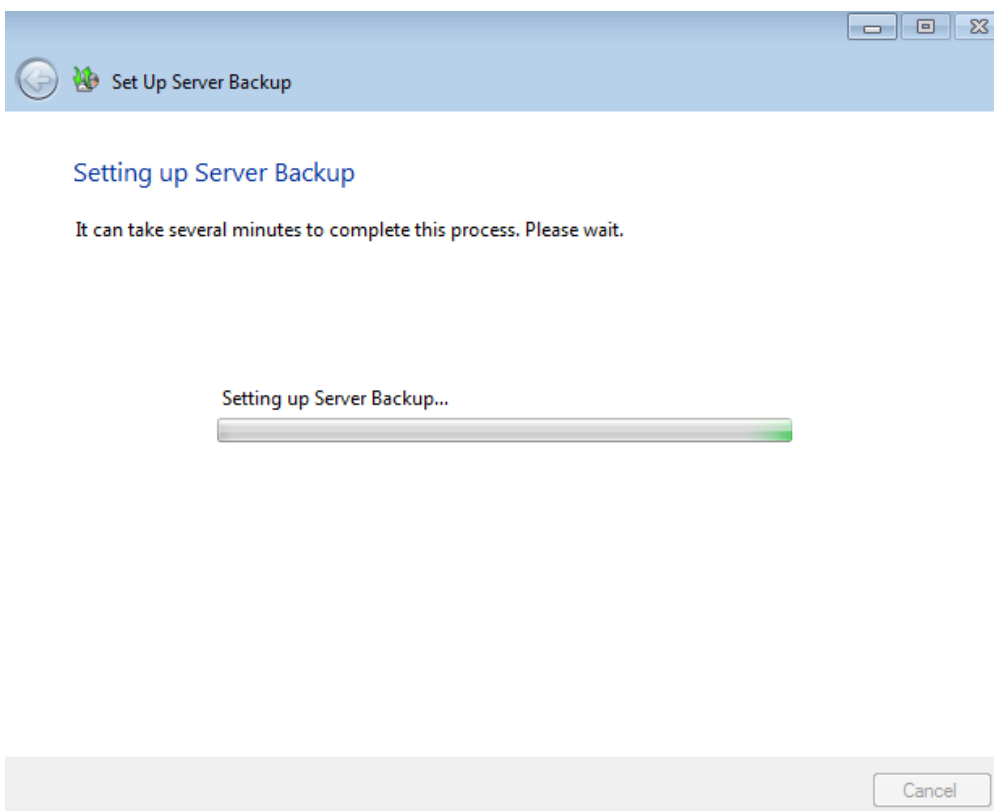 Set Up Server Backup
Setting up Server Backup
It can take several minutes to complete this process. Please wait.
Setting up Server Backup...
Cancel